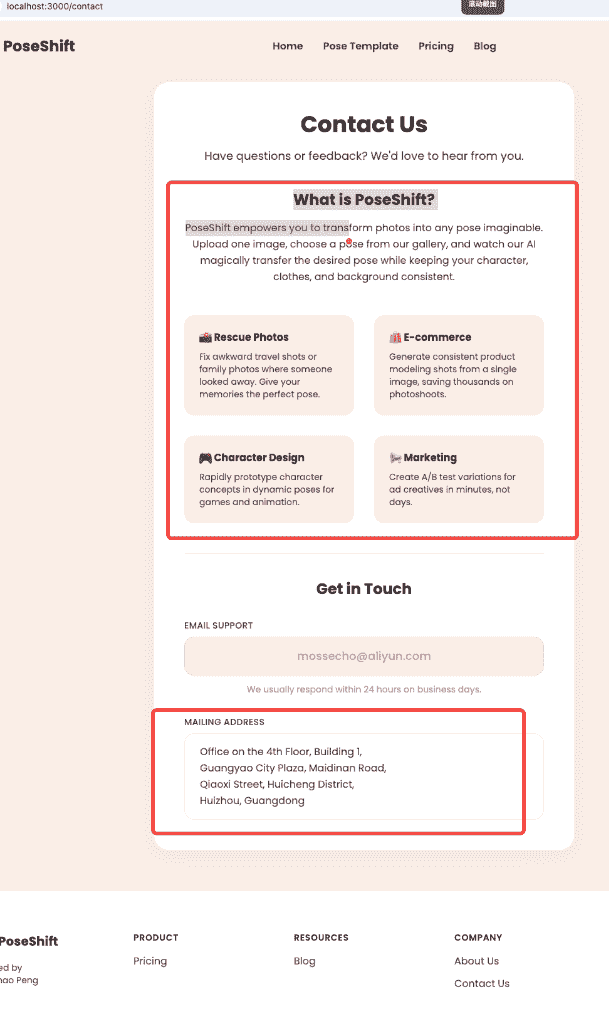 localhost:3000/contact
滚动截图
PoseShift
Home Pose Template Pricing Blog
Contact Us
Have questions or feedback? We'd love to hear from you.
What is PoseShift?
PoseShift empowers you to transform photos into any pose imaginable.
Upload one image, choose a pose from our gallery, and watch our AI
magically transfer the desired pose while keeping your character,
clothes, and background consistent.
Rescue Photos
Fix awkward travel shots or
family photos where someone
looked away. Give your
memories the perfect pose.
E-commerce
Generate consistent product
modeling shots from a single
image, saving thousands on
photoshoots.
Character Design
Rapidly prototype character
concepts in dynamic poses for
games and animation.
Marketing
Create A/B test variations for
ad creatives in minutes, not
days.
Get in Touch
EMAIL SUPPORT
mossecho@aliyun.com
We usually respond within 24 hours on business days.
MAILING ADDRESS
Office on the 4th Floor, Building 1,
Guangyao City Plaza, Maidinan Road,
Qiaoxi Street, Huicheng District,
Huizhou, Guangdong
PoseShift
ed by
hao Peng
PRODUCT
Pricing
RESOURCES
Blog
COMPANY
About Us
Contact Us